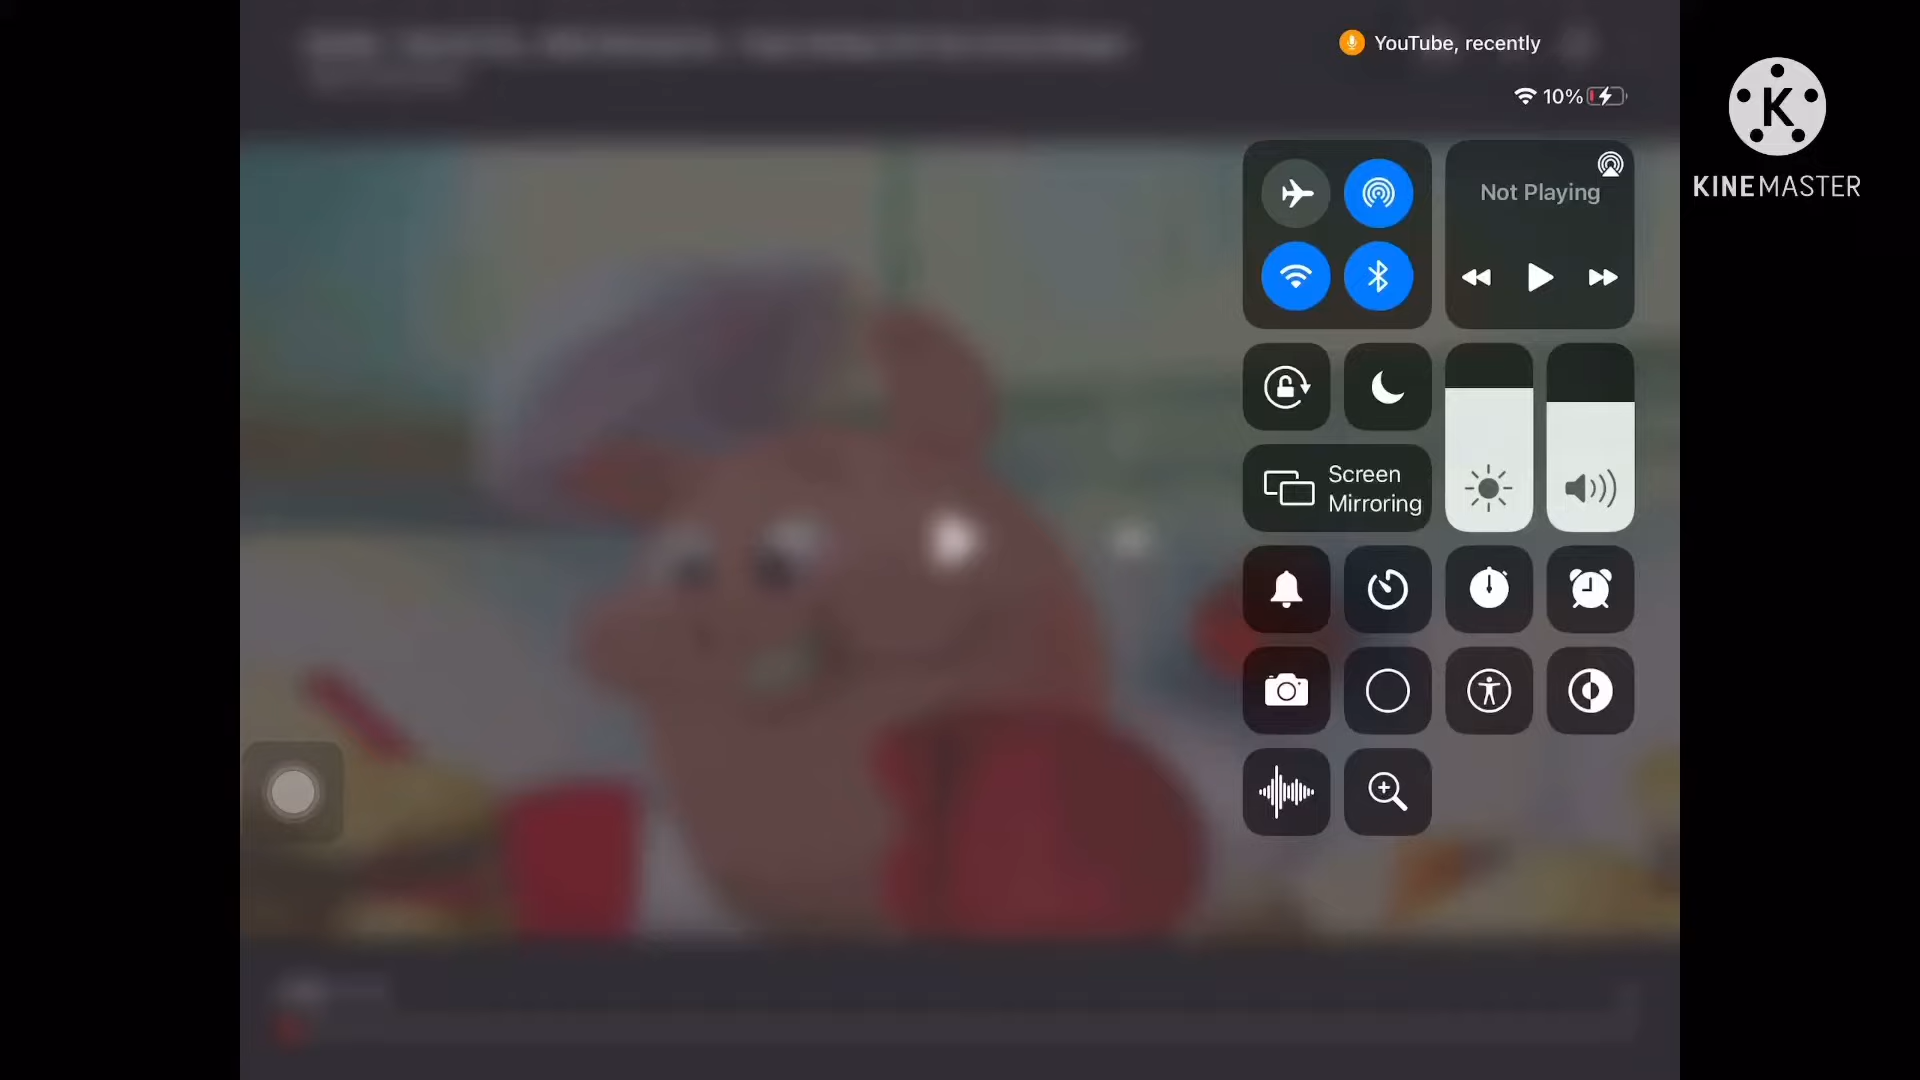 YouTube, recently
10%
KINEMASTER
Not Playing
Screen
Mirroring